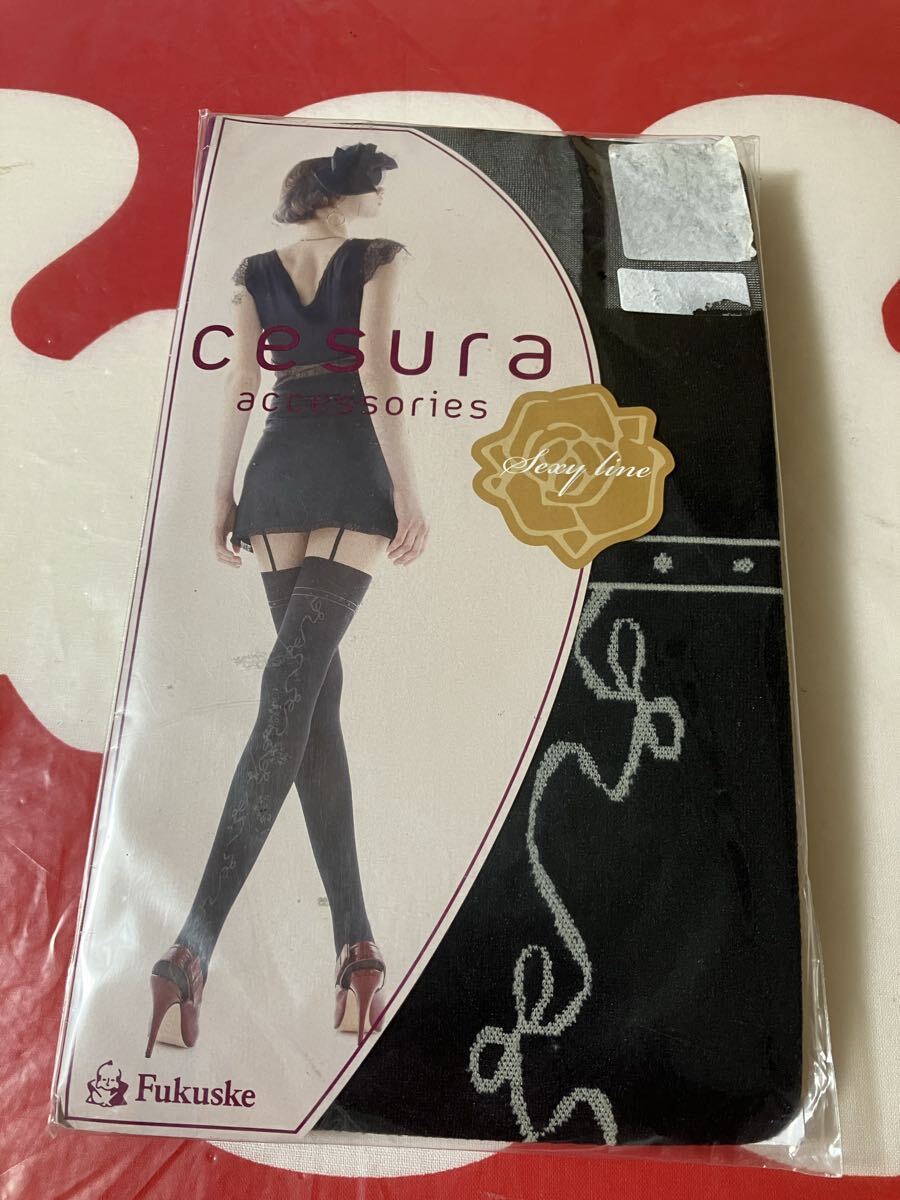 cesura
accessories
Sexy line
Fukuske